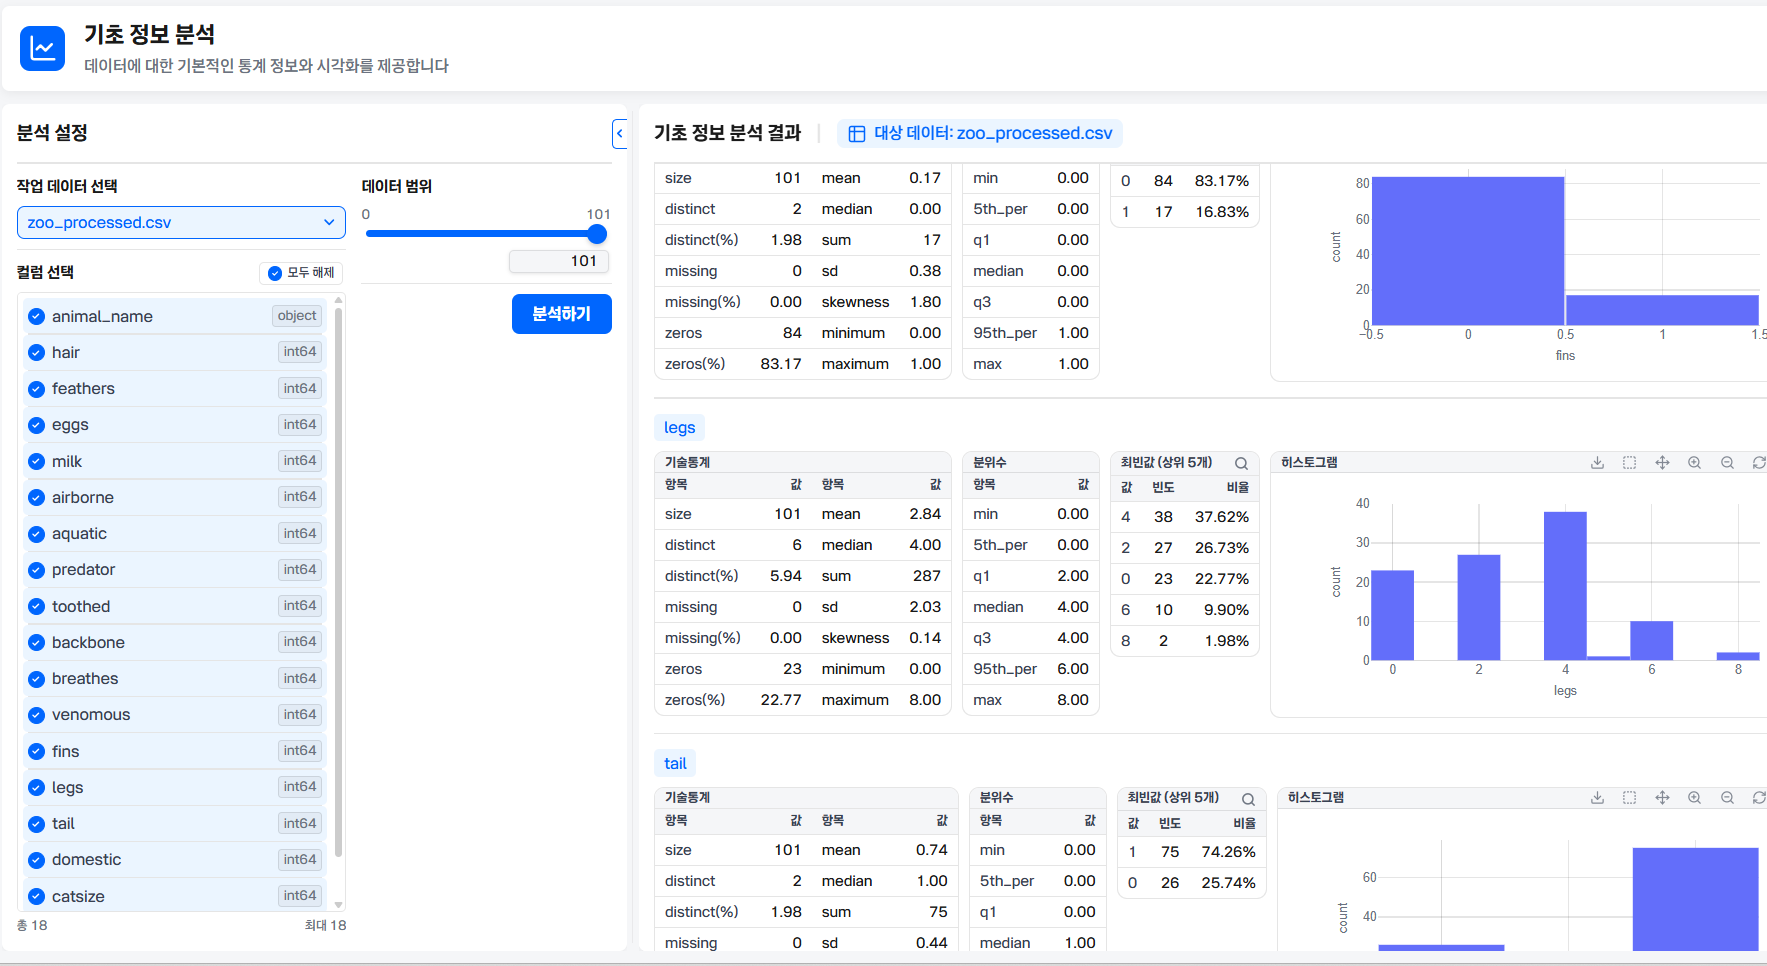 기초 정보 분석
데이터에 대한 기본적인 통계 정보와 시각화를 제공합니다
분석 설정
작업 데이터 선택
zoo_processed.csv
데이터 범위
0 101
101
분석하기
컬럼 선택
모두 해제
animal_name object
hair int64
feathers int64
eggs int64
milk int64
airborne int64
aquatic int64
predator int64
toothed int64
backbone int64
breathes int64
venomous int64
fins int64
legs int64
tail int64
domestic int64
catsize int64
총 18 최대 18
기초 정보 분석 결과 | 대상 데이터: zoo_processed.csv
size 101 mean 0.17
distinct 2 median 0.00
distinct(%) 1.98 sum 17
missing 0 sd 0.38
missing(%) 0.00 skewness 1.80
zeros 84 minimum 0.00
zeros(%) 83.17 maximum 1.00
min 0.00
5th_per 0.00
q1 0.00
median 0.00
q3 0.00
95th_per 1.00
max 1.00
0 84 83.17%
1 17 16.83%
80
60
40
20
0
count
−0.5 0 0.5 1 1.5
fins
legs
기술통계
항목 값 항목 값
size 101 mean 2.84
distinct 6 median 4.00
distinct(%) 5.94 sum 287
missing 0 sd 2.03
missing(%) 0.00 skewness 0.14
zeros 23 minimum 0.00
zeros(%) 22.77 maximum 8.00
분위수
항목 값
min 0.00
5th_per 0.00
q1 2.00
median 4.00
q3 4.00
95th_per 6.00
max 8.00
최빈값 (상위 5개)
값 빈도 비율
4 38 37.62%
2 27 26.73%
0 23 22.77%
6 10 9.90%
8 2 1.98%
히스토그램
40
30
20
10
0
count
0 2 4 6 8
legs
tail
기술통계
항목 값 항목 값
size 101 mean 0.74
distinct 2 median 1.00
distinct(%) 1.98 sum 75
missing 0 sd 0.44
분위수
항목 값
min 0.00
5th_per 0.00
q1 0.00
median 1.00
최빈값 (상위 5개)
값 빈도 비율
1 75 74.26%
0 26 25.74%
히스토그램
60
40
count